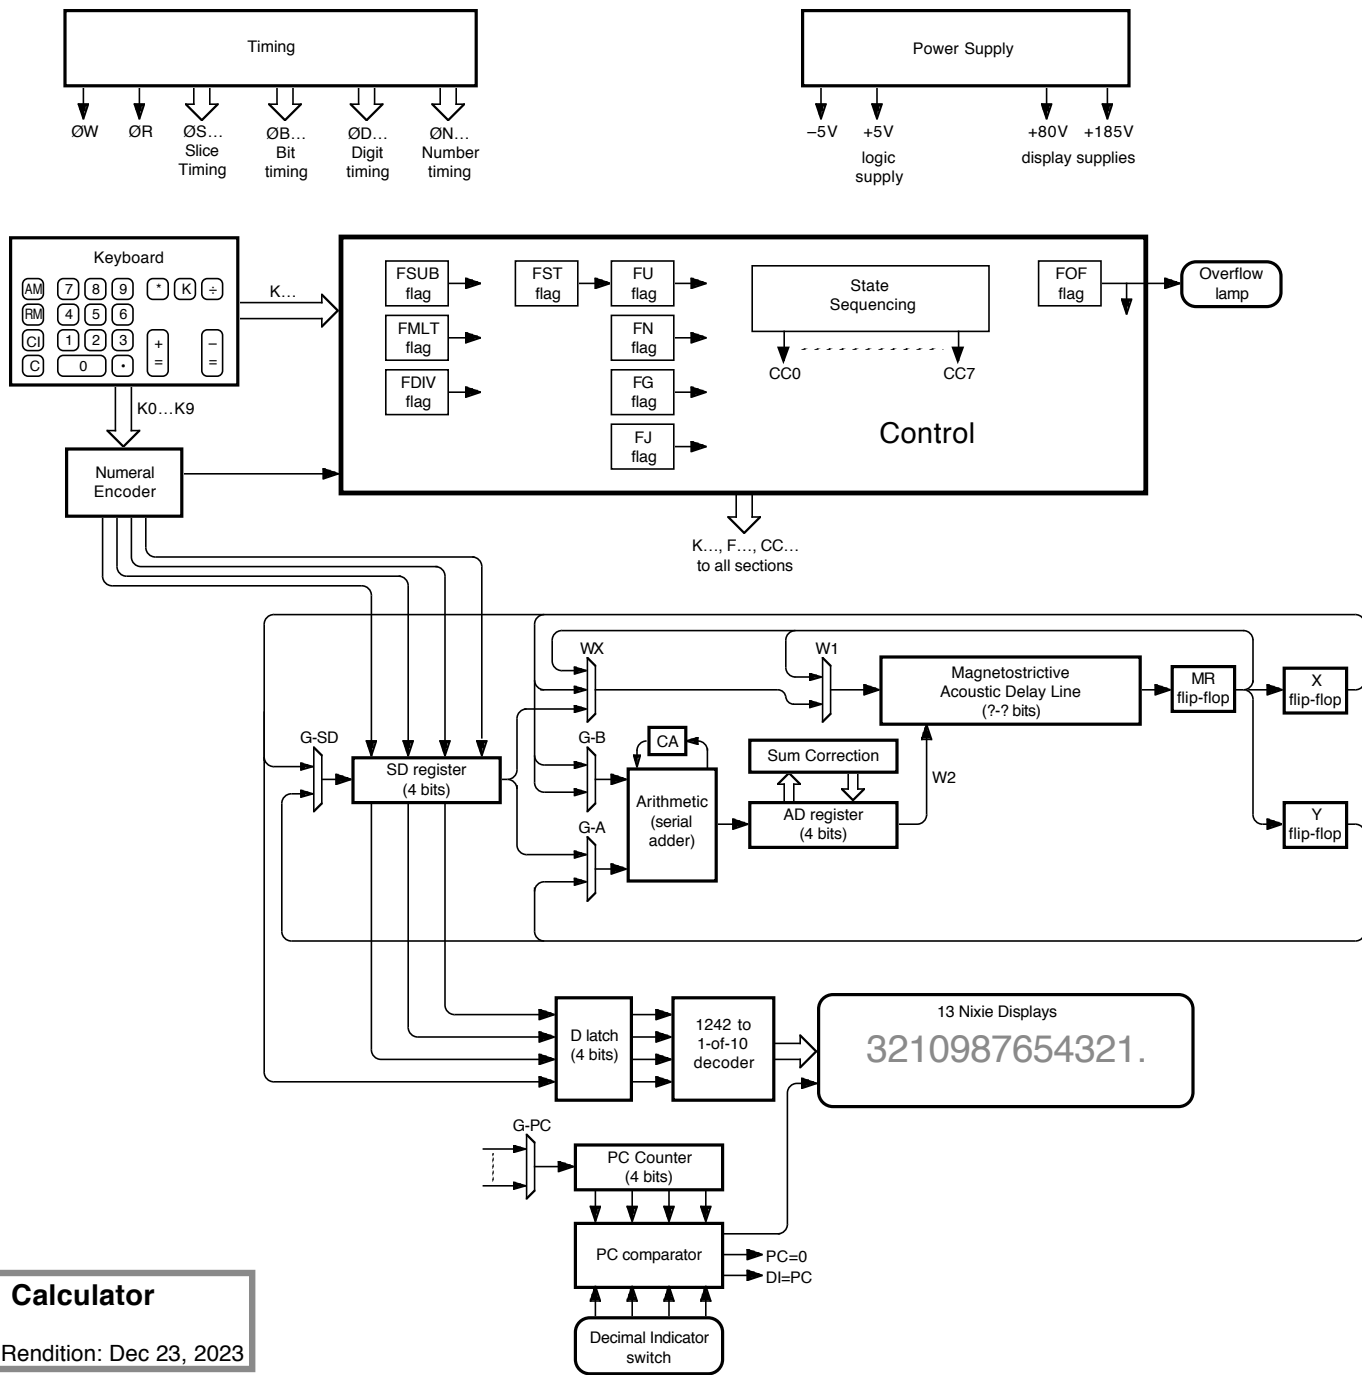 Timing
ØW
ØR
ØS...
Slice
Timing
ØB...
Bit
timing
ØD...
Digit
timing
ØN...
Number
timing
Power Supply
–5V
+5V
logic
supply
+80V
+185V
display supplies
Keyboard
AM 7 8 9 * K ÷
RM 4 5 6
CI 1 2 3 + = – =
C 0 •
K...
K0...K9
Numeral
Encoder
FSUB
flag
FMLT
flag
FDIV
flag
FST
flag
FU
flag
FN
flag
FG
flag
FJ
flag
State
Sequencing
CC0
CC7
FOF
flag
Overflow
lamp
Control
K..., F..., CC...
to all sections
WX
W1
Magnetostrictive
Acoustic Delay Line
(?-? bits)
MR
flip-flop
X
flip-flop
G-SD
SD register
(4 bits)
G-B
CA
Arithmetic
(serial
adder)
G-A
Sum Correction
AD register
(4 bits)
W2
Y
flip-flop
D latch
(4 bits)
1242 to
1-of-10
decoder
13 Nixie Displays
3210987654321.
G-PC
PC Counter
(4 bits)
PC comparator
PC=0
DI=PC
Decimal Indicator
switch
Calculator
Rendition: Dec 23, 2023